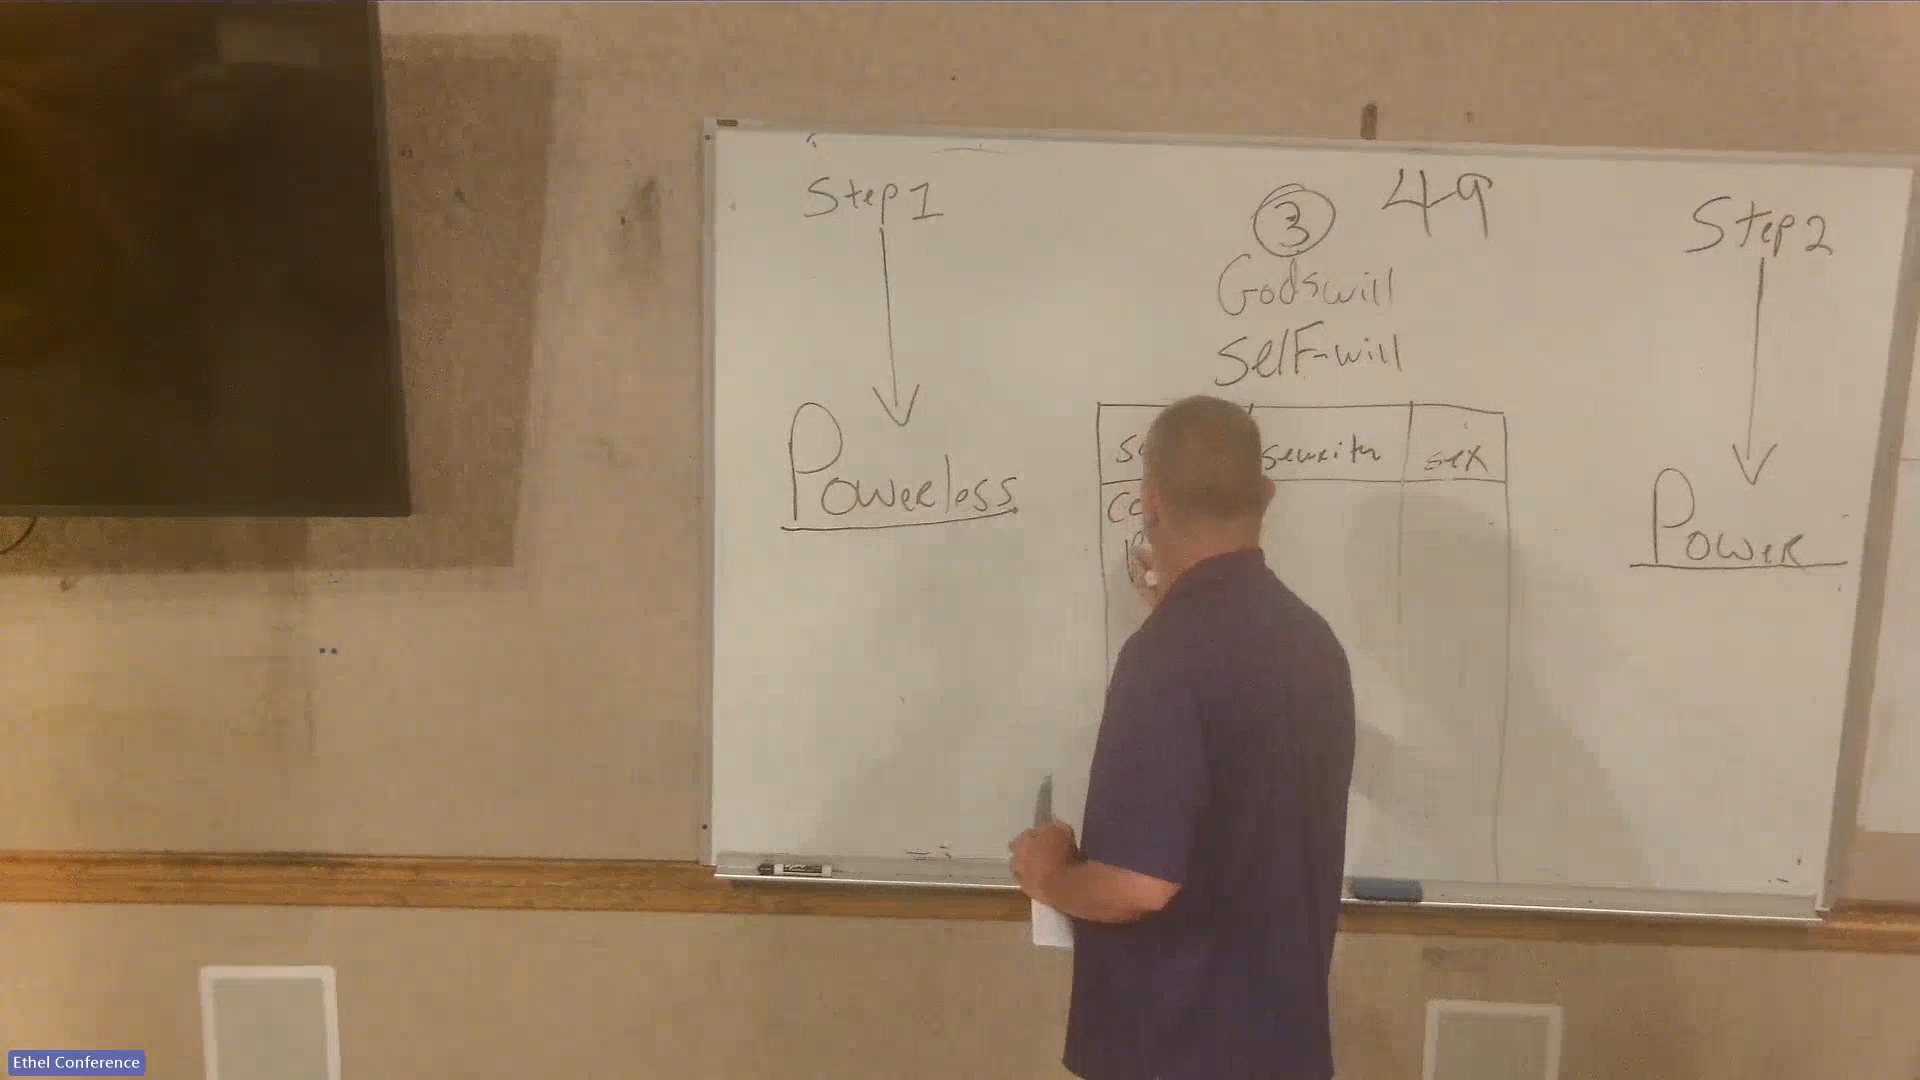 Step 1
Powerless
③ 49
Godswill
SelF-will
sex
Step 2
Power
Ethel Conference